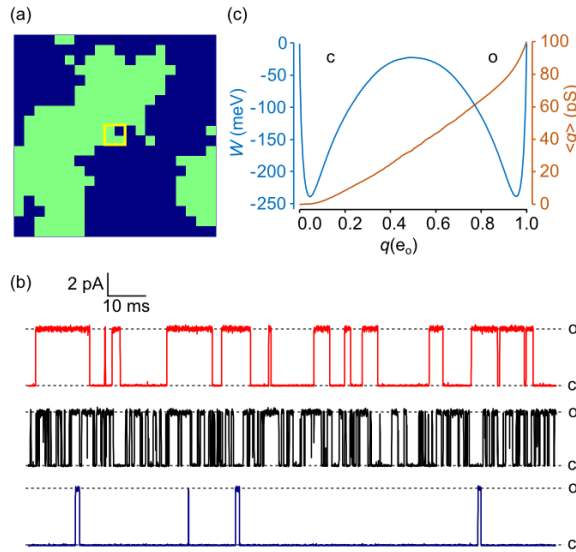 (a)
(c)
c
o
0
-50
-100
-150
-200
-250
W (meV)
100
80
60
40
20
0
<g> (pS)
0.0
0.2
0.4
0.6
0.8
1.0
q(eₒ)
(b)
2 pA
10 ms
o
c
o
c
o
c